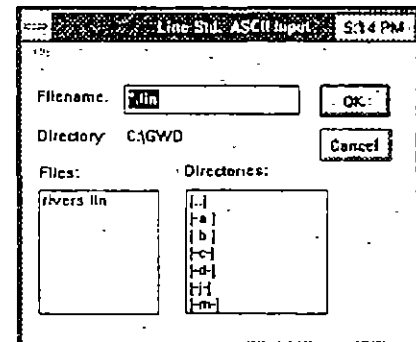 Line Std. ASCII Input 5:14 PM
Filename: *.lin OK
Directory C:\GWD Cancel
Files: Directories:
rivers lin [..]
[-a ]
[ b ]
[-c-]
[-d-]
[-j-]
[-m-]